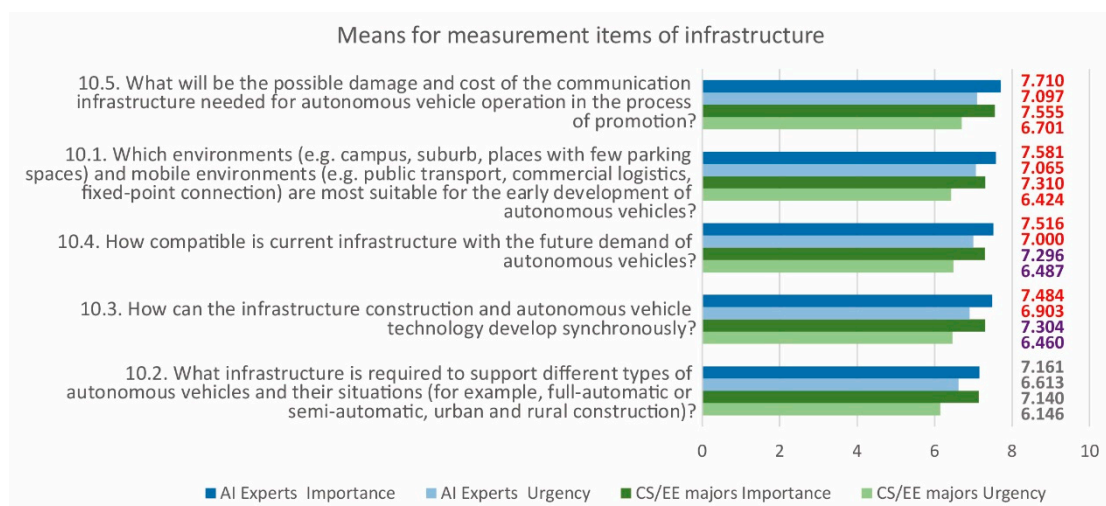 Means for measurement items of infrastructure
10.5. What will be the possible damage and cost of the communication
infrastructure needed for autonomous vehicle operation in the process
of promotion?
7.710
7.097
7.555
6.701
10.1. Which environments (e.g. campus, suburb, places with few parking
spaces) and mobile environments (e.g. public transport, commercial logistics,
fixed-point connection) are most suitable for the early development of
autonomous vehicles?
7.581
7.065
7.310
6.424
10.4. How compatible is current infrastructure with the future demand of
autonomous vehicles?
7.516
7.000
7.296
6.487
10.3. How can the infrastructure construction and autonomous vehicle
technology develop synchronously?
7.484
6.903
7.304
6.460
10.2. What infrastructure is required to support different types of
autonomous vehicles and their situations (for example, full-automatic or
semi-automatic, urban and rural construction)?
7.161
6.613
7.140
6.146
0 2 4 6 8 10
AI Experts Importance AI Experts Urgency CS/EE majors Importance CS/EE majors Urgency